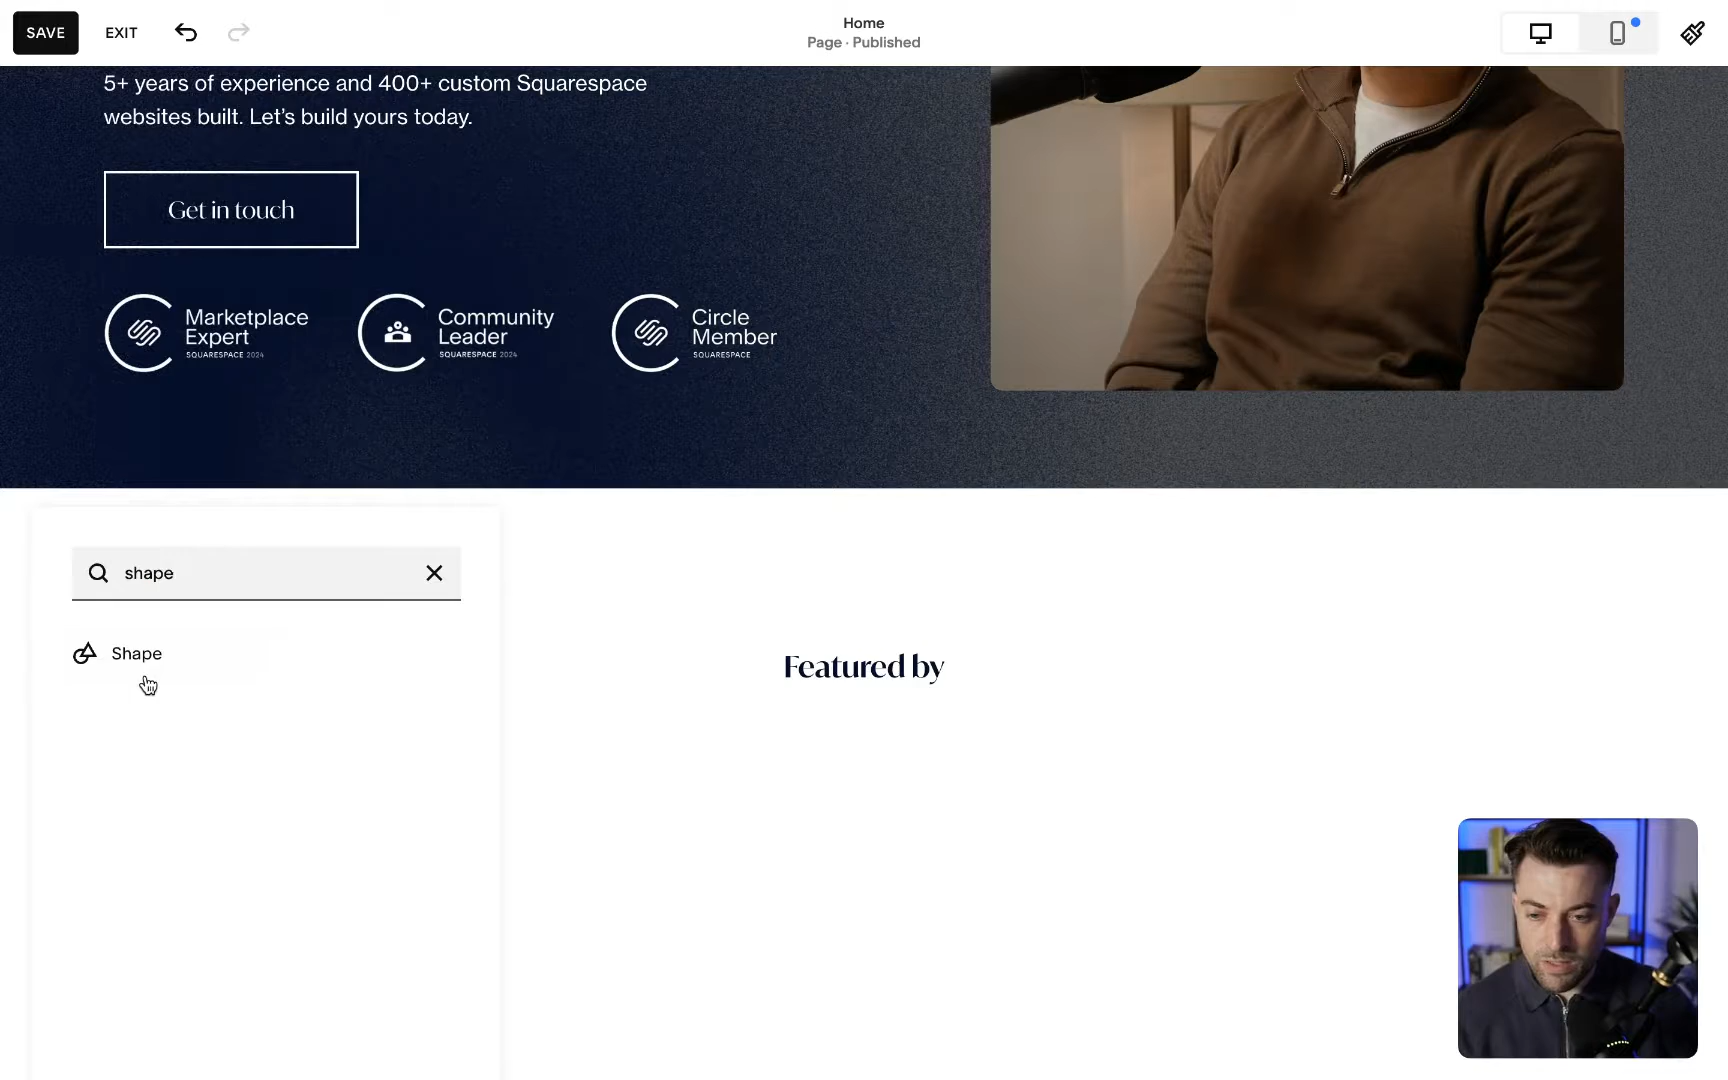 SAVE
EXIT
Home
Page · Published
5+ years of experience and 400+ custom Squarespace
websites built. Let's build yours today.
Get in touch
Marketplace
Expert
SQUARESPACE 2024
Community
Leader
SQUARESPACE 2024
Circle
Member
SQUARESPACE
shape
Shape
Featured by